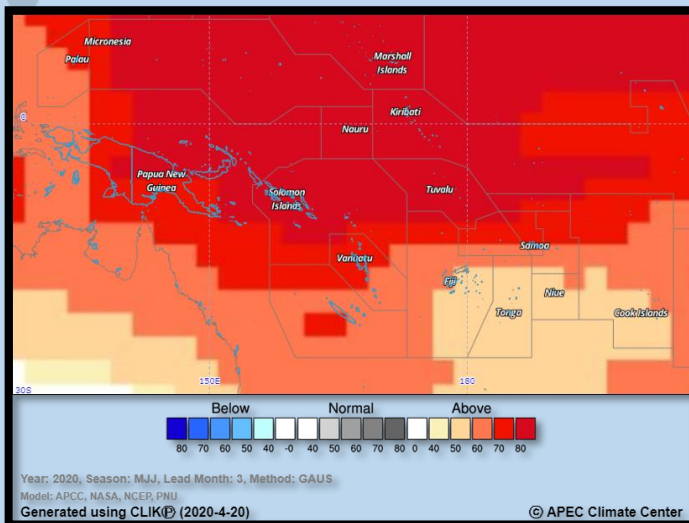 Micronesia
Palau
Marshall
Islands
Kiribati
0
Nauru
Papua New
Guinea
Solomon
Islands
Tuvalu
Vanuatu
Samoa
Fiji
Niue
Tonga
Cook Islands
30S 150E 180
Below Normal Above
80 70 60 50 40 -0 40 50 60 70 80 0 40 50 60 70 80
Year: 2020, Season: MJJ, Lead Month: 3, Method: GAUS
Model: APCC, NASA, NCEP, PNU
Generated using CLIKⓅ (2020-4-20) © APEC Climate Center